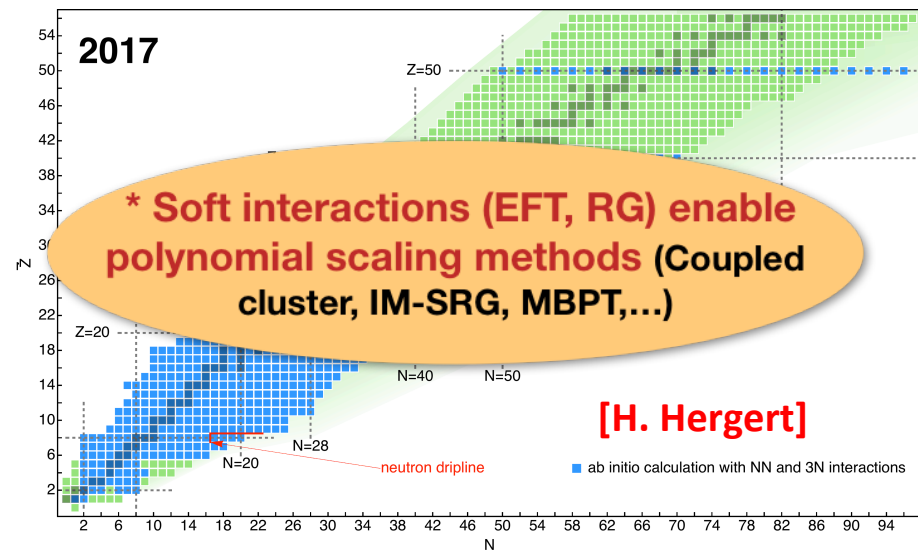 2017
54
50
46
42
38
34
30
26
22
18
14
10
6
2
Z
Z=50
* Soft interactions (EFT, RG) enable
polynomial scaling methods (Coupled
cluster, IM-SRG, MBPT,...)
Z=20
N=40
N=50
[H. Hergert]
N=28
N=20
neutron dripline
ab initio calculation with NN and 3N interactions
2 6 10 14 18 22 26 30 34 38 42 46 50 54 58 62 66 70 74 78 82 86 90 94
N